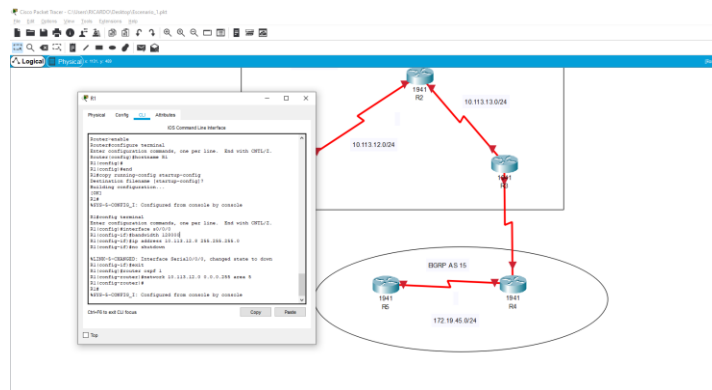 Cisco Packet Tracer - C:\Users\RICARDO\Desktop\Escenario_1.pkt
File Edit Options View Tools Extensions Help
Logical
Physical
R1
Physical Config CLI Attributes
IOS Command Line Interface
Router>enable
Router#configure terminal
Enter configuration commands, one per line. End with CNTL/Z.
Router(config)#hostname R1
R1(config)#
R1(config)#end
R1#copy running-config startup-config
Destination filename [startup-config]?
Building configuration...
[OK]
R1#
%SYS-5-CONFIG_I: Configured from console by console
R1#config terminal
Enter configuration commands, one per line. End with CNTL/Z.
R1(config)#interface s0/0/0
R1(config-if)#bandwidth 128000
R1(config-if)#ip address 10.113.12.0 255.255.255.0
R1(config-if)#no shutdown
%LINK-5-CHANGED: Interface Serial0/0/0, changed state to down
R1(config-if)#exit
R1(config)#router ospf 1
R1(config-router)#network 10.113.12.0 0.0.0.255 area 5
R1(config-router)#
R1#
%SYS-5-CONFIG_I: Configured from console by console
Ctrl+F6 to exit CLI focus
Copy
Paste
Top
1941
R2
10.113.13.0/24
10.113.12.0/24
1941
R3
EIGRP AS 15
1941
R5
1941
R4
172.19.45.0/24